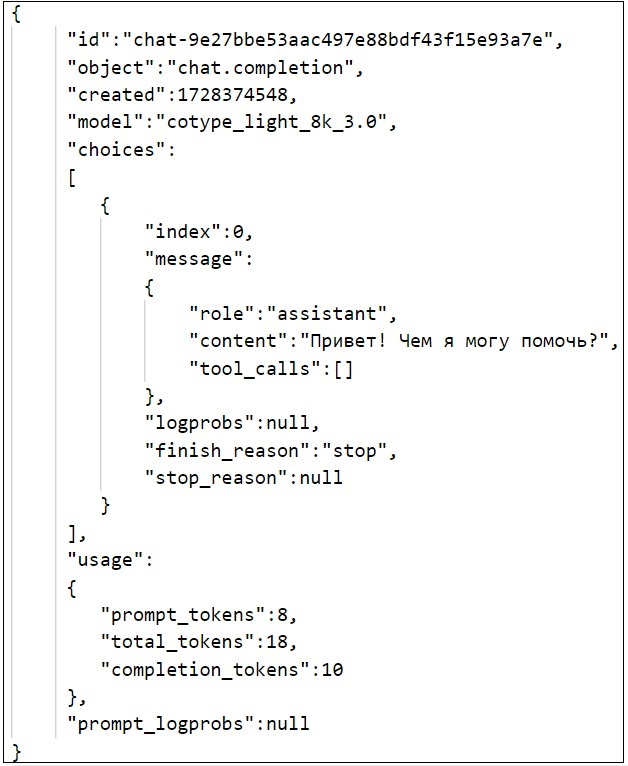 {
"id":"chat-9e27bbe53aac497e88bdf43f15e93a7e",
"object":"chat.completion",
"created":1728374548,
"model":"cotype_light_8k_3.0",
"choices":
[
{
"index":0,
"message":
{
"role":"assistant",
"content":"Привет! Чем я могу помочь?",
"tool_calls":[]
},
"logprobs":null,
"finish_reason":"stop",
"stop_reason":null
}
],
"usage":
{
"prompt_tokens":8,
"total_tokens":18,
"completion_tokens":10
},
"prompt_logprobs":null
}